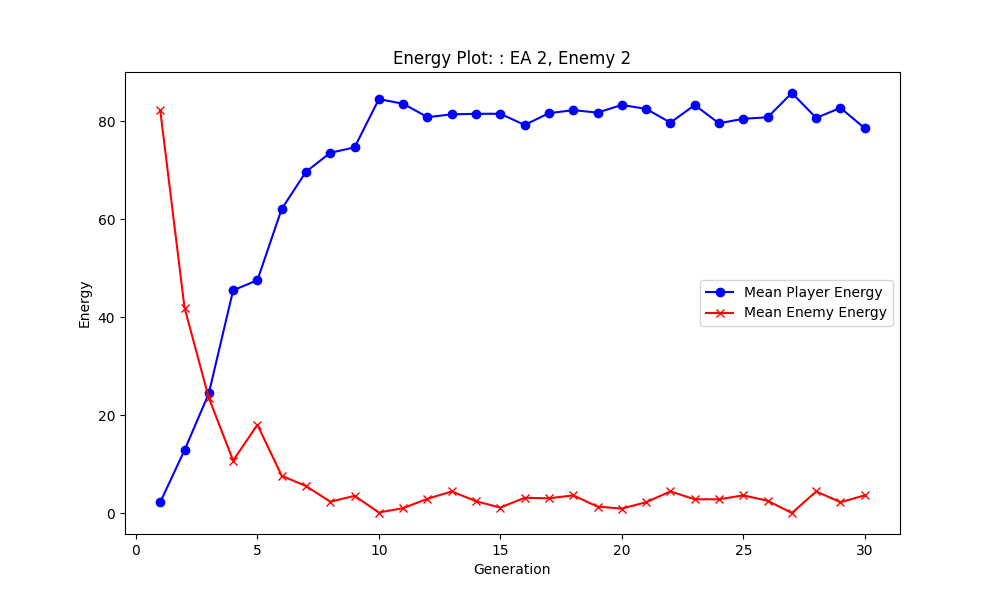 Energy Plot: : EA 2, Enemy 2
80
60
40
20
0
Energy
Mean Player Energy
Mean Enemy Energy
0 5 10 15 20 25 30
Generation